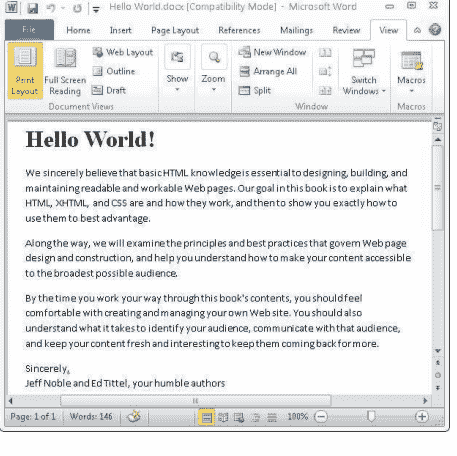 Hello World.docx [Compatibility Mode] - Microsoft Word
File Home Insert Page Layout References Mailings Review View
Print Layout
Full Screen Reading
Web Layout
Outline
Draft
Show
Zoom
New Window
Arrange All
Split
Switch Windows
Macros
Document Views Window Macros
Hello World!
We sincerely believe that basic HTML knowledge is essential to designing, building, and
maintaining readable and workable Web pages. Our goal in this book is to explain what
HTML, XHTML, and CSS are and how they work, and then to show you exactly how to
use them to best advantage.
Along the way, we will examine the principles and best practices that govern Web page
design and construction, and help you understand how to make your content accessible
to the broadest possible audience.
By the time you work your way through this book's contents, you should feel
comfortable with creating and managing your own Web site. You should also
understand what it takes to identify your audience, communicate with that audience,
and keep your content fresh and interesting to keep them coming back for more.
Sincerely,
Jeff Noble and Ed Tittel, your humble authors
Page: 1 of 1 Words: 146 100%